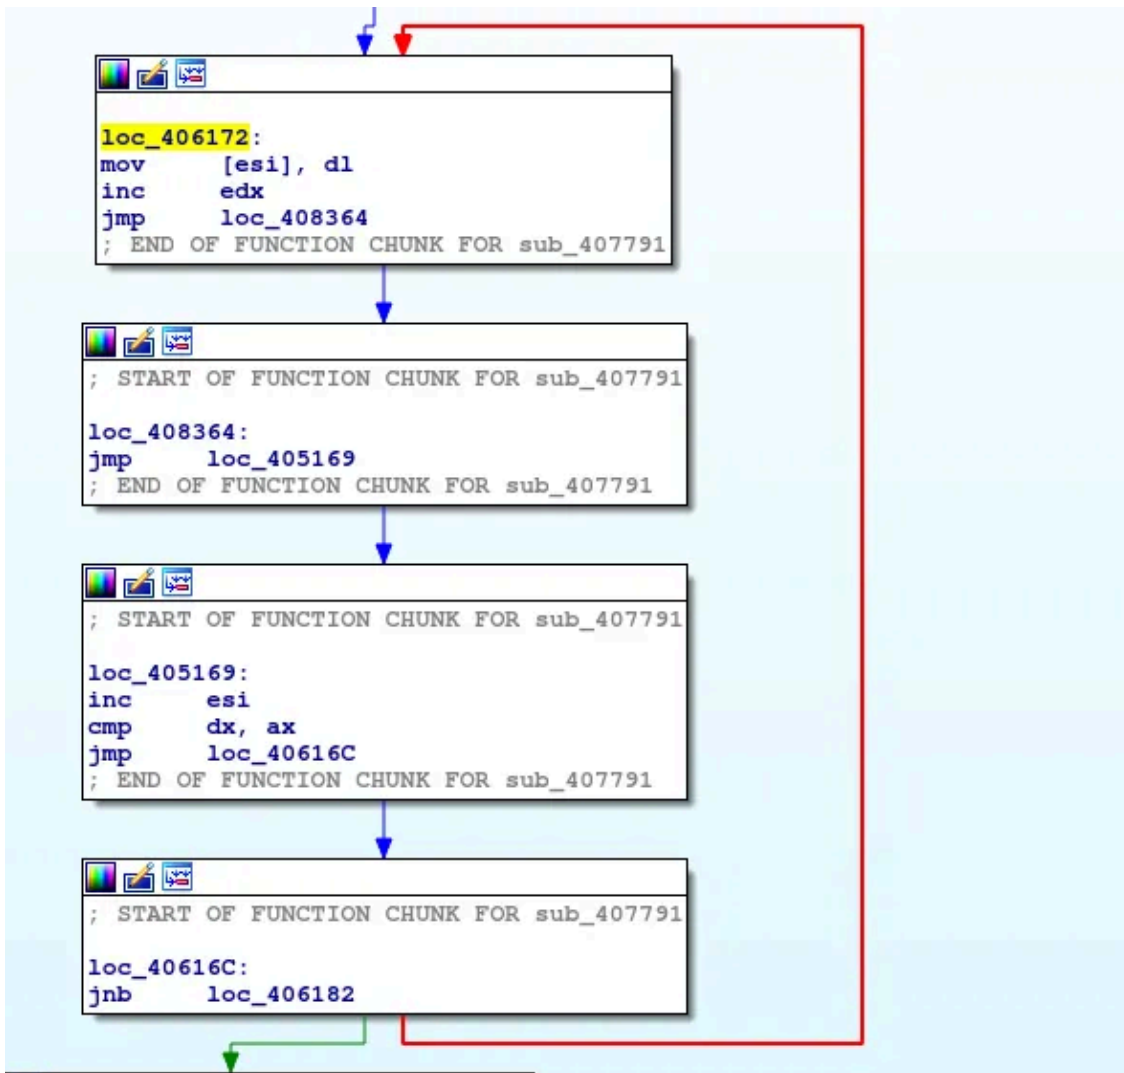 loc_406172:
mov [esi], dl
inc edx
jmp loc_408364
; END OF FUNCTION CHUNK FOR sub_407791
; START OF FUNCTION CHUNK FOR sub_407791
loc_408364:
jmp loc_405169
; END OF FUNCTION CHUNK FOR sub_407791
; START OF FUNCTION CHUNK FOR sub_407791
loc_405169:
inc esi
cmp dx, ax
jmp loc_40616C
; END OF FUNCTION CHUNK FOR sub_407791
; START OF FUNCTION CHUNK FOR sub_407791
loc_40616C:
jnb loc_406182